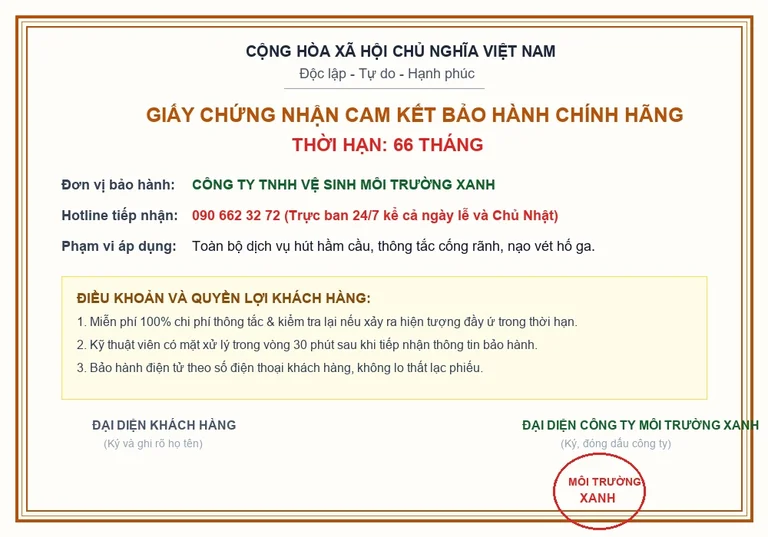 CỘNG HÒA XÃ HỘI CHỦ NGHĨA VIỆT NAM
Độc lập - Tự do - Hạnh phúc
GIẤY CHỨNG NHẬN CAM KẾT BẢO HÀNH CHÍNH HÃNG
THỜI HẠN: 66 THÁNG
Đơn vị bảo hành: CÔNG TY TNHH VỆ SINH MÔI TRƯỜNG XANH
Hotline tiếp nhận: 090 662 32 72 (Trực ban 24/7 kể cả ngày lễ và Chủ Nhật)
Phạm vi áp dụng: Toàn bộ dịch vụ hút hầm cầu, thông tắc cống rãnh, nạo vét hố ga.
ĐIỀU KHOẢN VÀ QUYỀN LỢI KHÁCH HÀNG:
1. Miễn phí 100% chi phí thông tắc & kiểm tra lại nếu xảy ra hiện tượng đầy ứ trong thời hạn.
2. Kỹ thuật viên có mặt xử lý trong vòng 30 phút sau khi tiếp nhận thông tin bảo hành.
3. Bảo hành điện tử theo số điện thoại khách hàng, không lo thất lạc phiếu.
ĐẠI DIỆN KHÁCH HÀNG
(Ký và ghi rõ họ tên)
ĐẠI DIỆN CÔNG TY MÔI TRƯỜNG XANH
(Ký, đóng dấu công ty)
MÔI TRƯỜNG
XANH